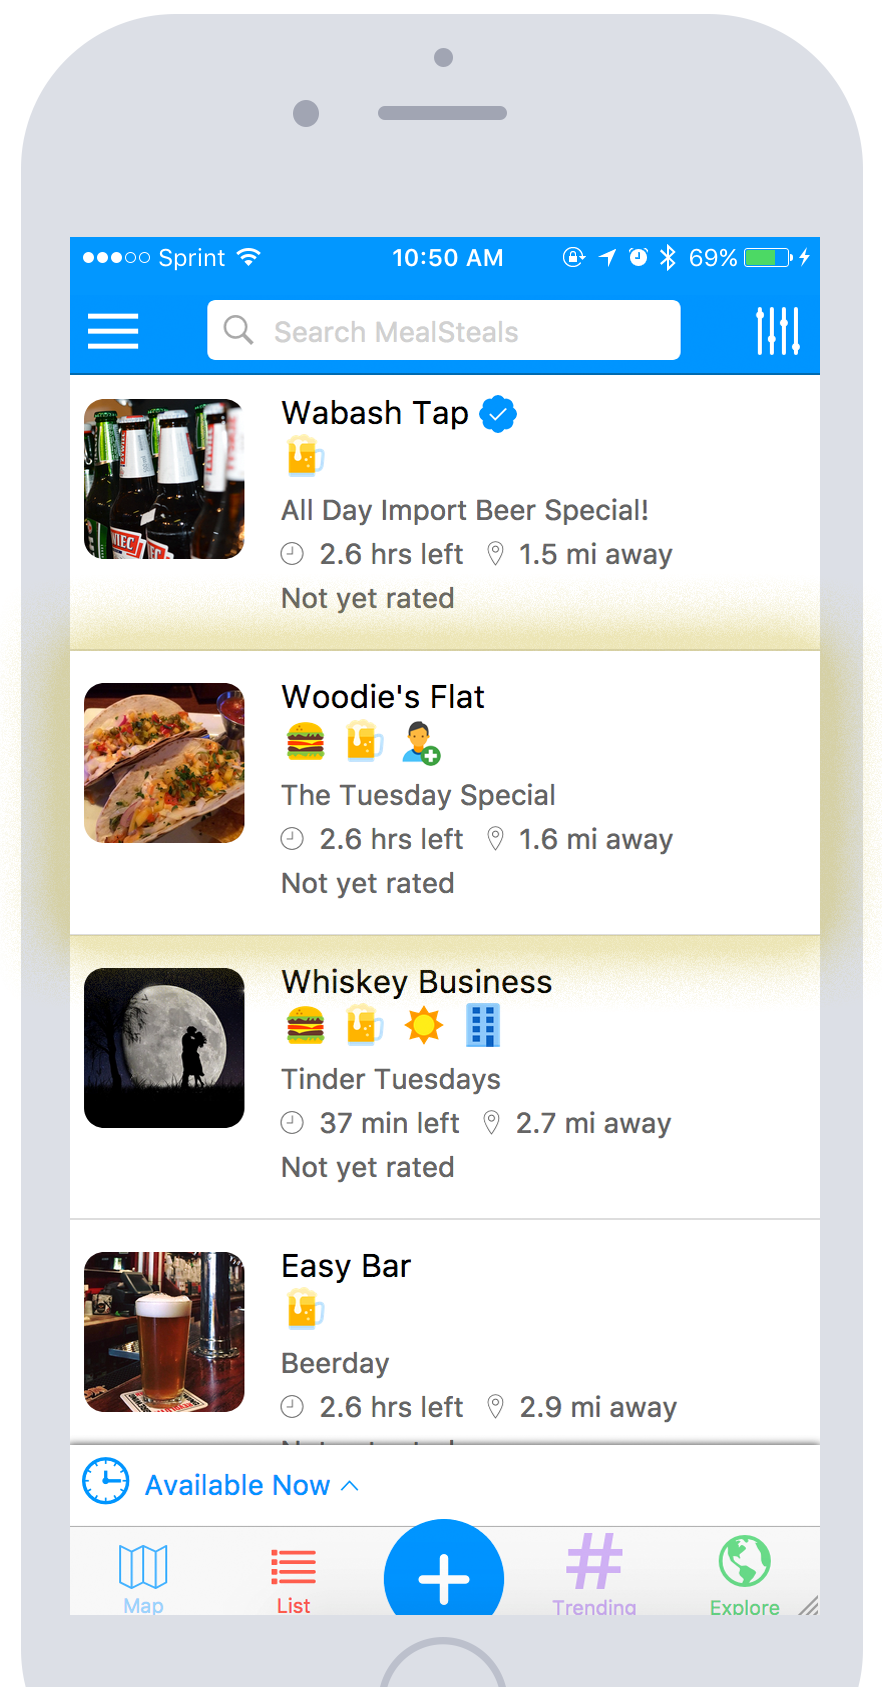 Sprint 10:50 AM 69%
Search MealSteals
Wabash Tap
All Day Import Beer Special!
2.6 hrs left 1.5 mi away
Not yet rated
Woodie's Flat
The Tuesday Special
2.6 hrs left 1.6 mi away
Not yet rated
Whiskey Business
Tinder Tuesdays
37 min left 2.7 mi away
Not yet rated
Easy Bar
Beerday
2.6 hrs left 2.9 mi away
Available Now
Map List Trending Explore